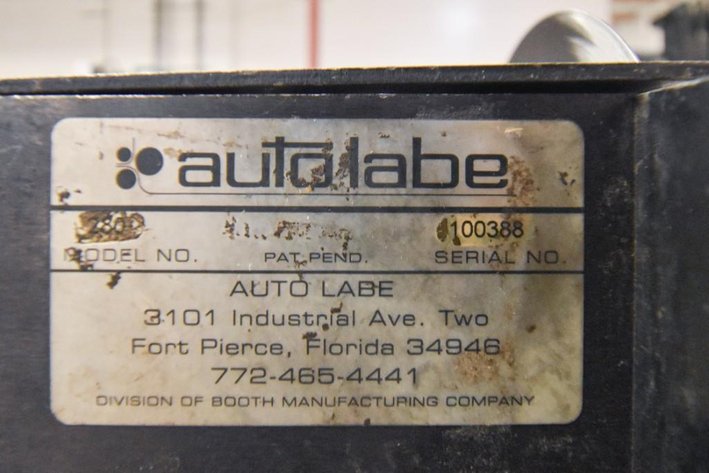 autolabe
100388
MODEL NO. PAT. PEND. SERIAL NO.
AUTO LABE
3101 Industrial Ave. Two
Fort Pierce, Florida 34946
772-465-4441
DIVISION OF BOOTH MANUFACTURING COMPANY